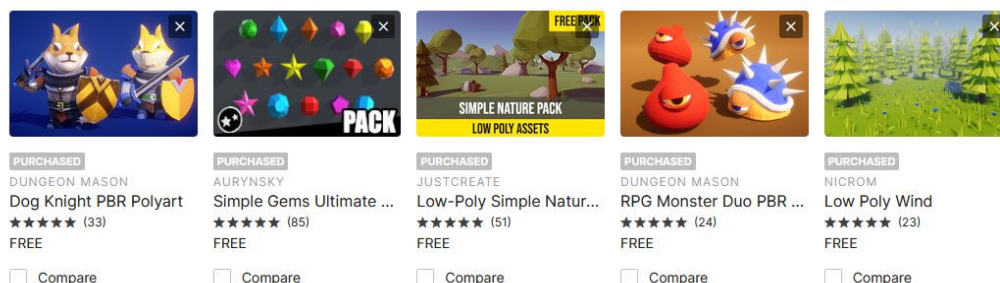 FREE PACK
PACK
SIMPLE NATURE PACK
LOW POLY ASSETS
PURCHASED
DUNGEON MASON
Dog Knight PBR Polyart
(33)
FREE
Compare
PURCHASED
AURYNSKY
Simple Gems Ultimate ...
(85)
FREE
Compare
PURCHASED
JUSTCREATE
Low-Poly Simple Natur...
(51)
FREE
Compare
PURCHASED
DUNGEON MASON
RPG Monster Duo PBR ...
(24)
FREE
Compare
PURCHASED
NICROM
Low Poly Wind
(23)
FREE
Compare